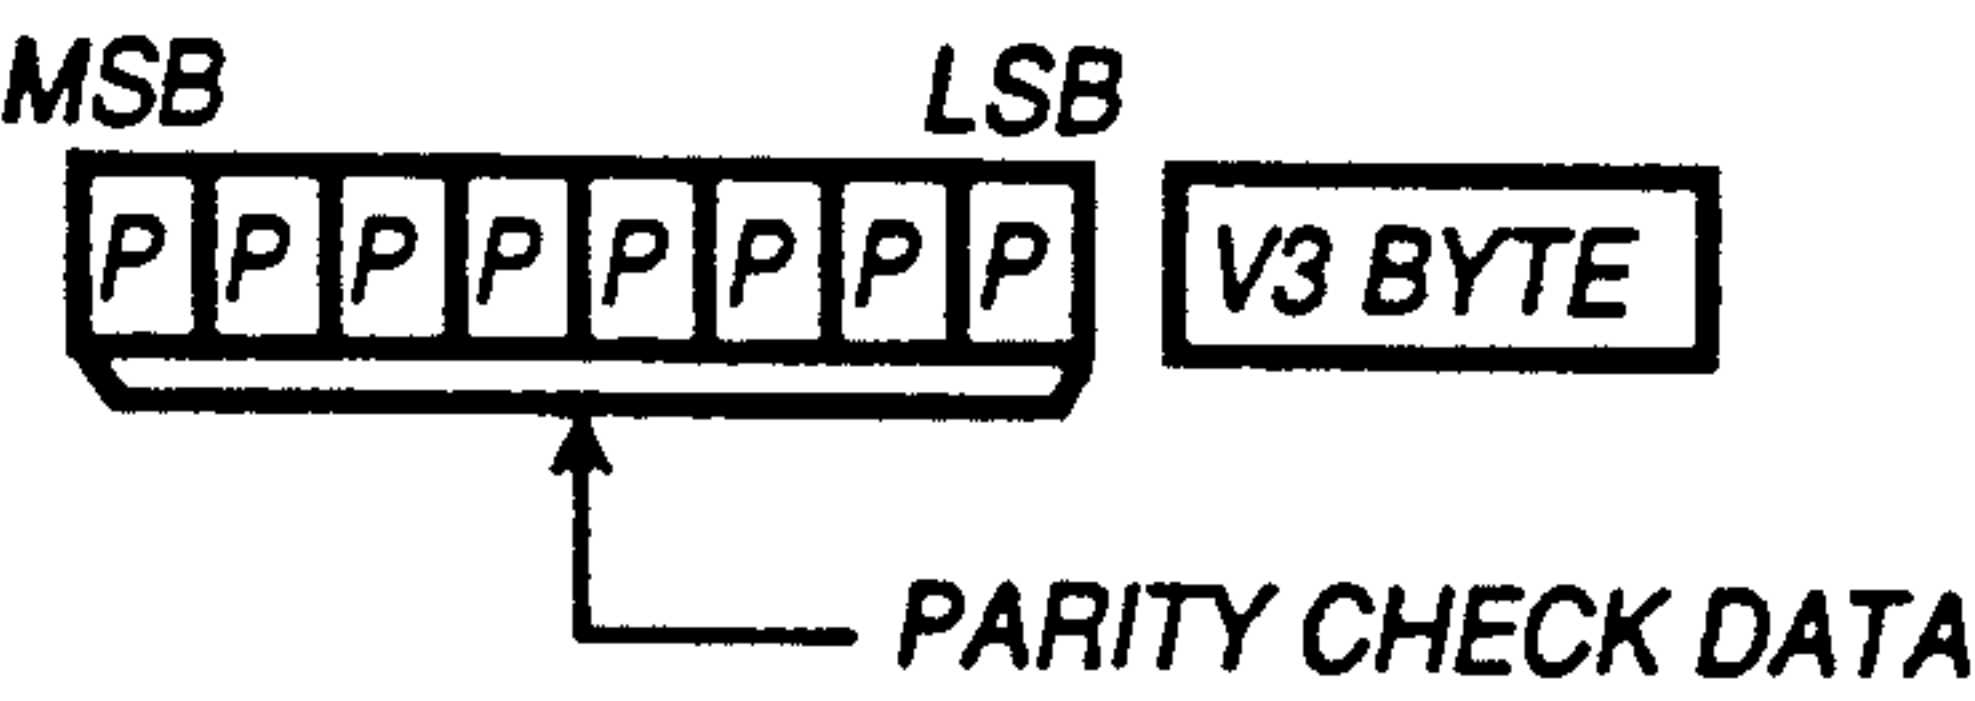 MSB LSB
P P P P P P P P V3 BYTE
PARITY CHECK DATA